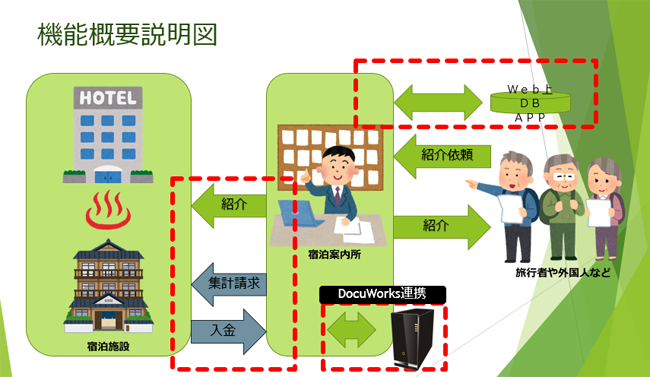 機能概要説明図
HOTEL
Ｗｅｂ上
ＤＢ
ＡＰＰ
紹介依頼
紹介
紹介
宿泊案内所
旅行者や外国人など
集計請求
DocuWorks連携
入金
宿泊施設